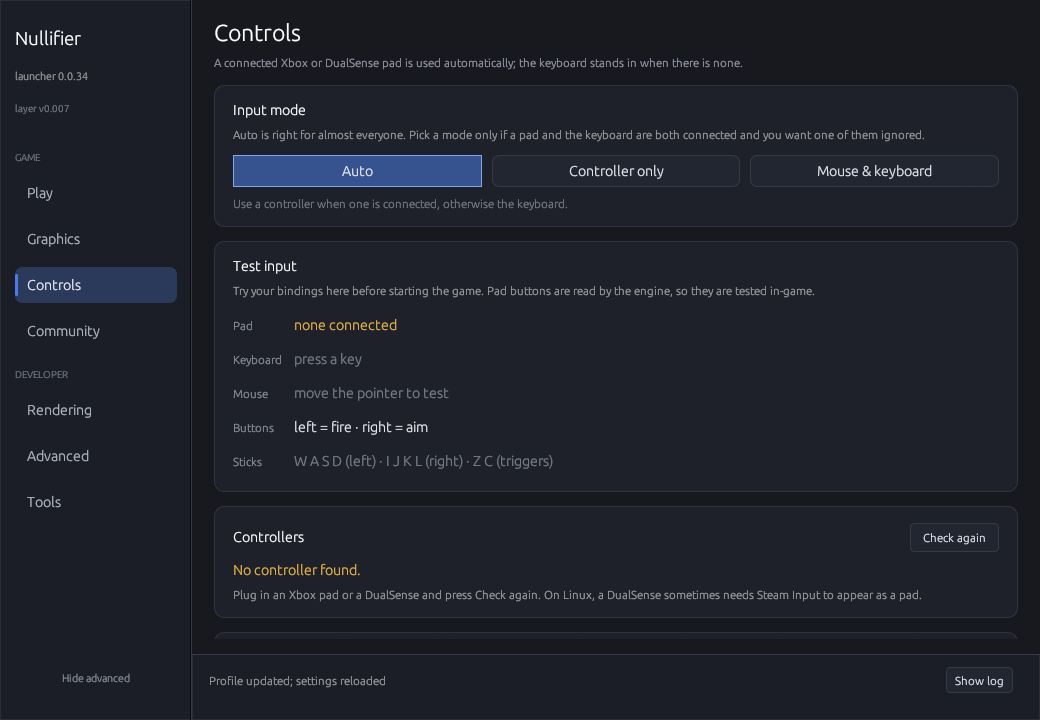 Nullifier
launcher 0.0.34
layer v0.007
GAME
Play
Graphics
Controls
Community
DEVELOPER
Rendering
Advanced
Tools
Hide advanced
Controls
A connected Xbox or DualSense pad is used automatically; the keyboard stands in when there is none.
Input mode
Auto is right for almost everyone. Pick a mode only if a pad and the keyboard are both connected and you want one of them ignored.
Auto
Controller only
Mouse & keyboard
Use a controller when one is connected, otherwise the keyboard.
Test input
Try your bindings here before starting the game. Pad buttons are read by the engine, so they are tested in-game.
Pad none connected
Keyboard press a key
Mouse move the pointer to test
Buttons left = fire · right = aim
Sticks W A S D (left) · I J K L (right) · Z C (triggers)
Controllers
Check again
No controller found.
Plug in an Xbox pad or a DualSense and press Check again. On Linux, a DualSense sometimes needs Steam Input to appear as a pad.
Profile updated; settings reloaded
Show log